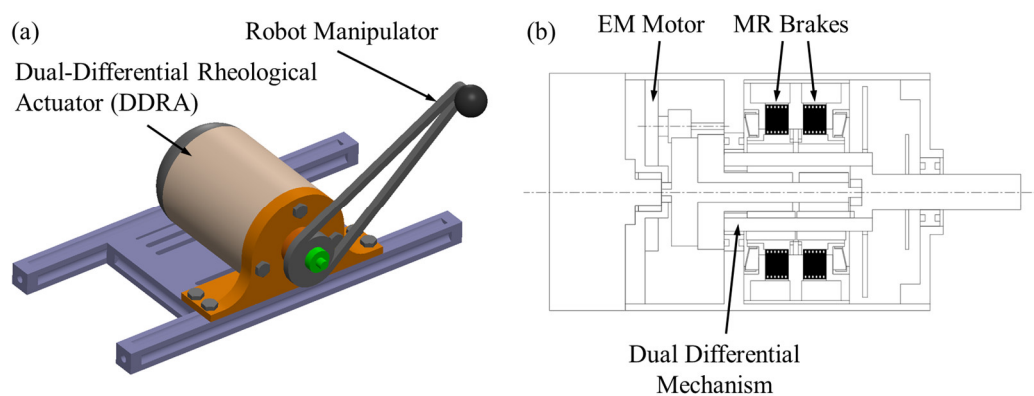 (a)
Robot Manipulator
Dual-Differential Rheological
Actuator (DDRA)
(b)
EM Motor
MR Brakes
Dual Differential
Mechanism